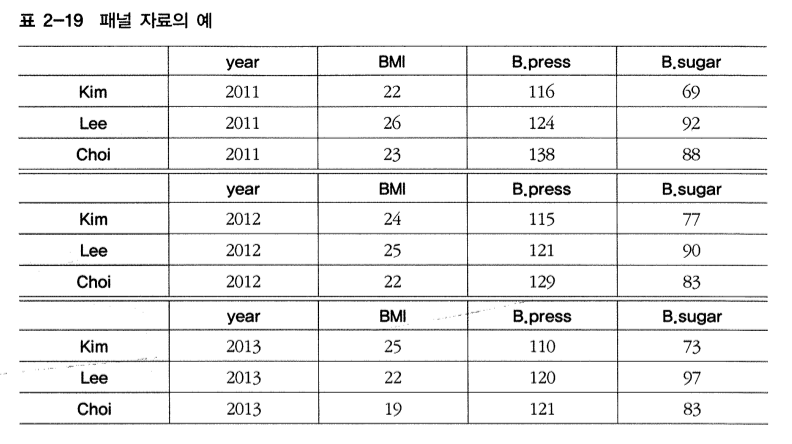 표 2-19 패널 자료의 예
year BMI B.press B.sugar
Kim 2011 22 116 69
Lee 2011 26 124 92
Choi 2011 23 138 88
year BMI B.press B.sugar
Kim 2012 24 115 77
Lee 2012 25 121 90
Choi 2012 22 129 83
year BMI B.press B.sugar
Kim 2013 25 110 73
Lee 2013 22 120 97
Choi 2013 19 121 83